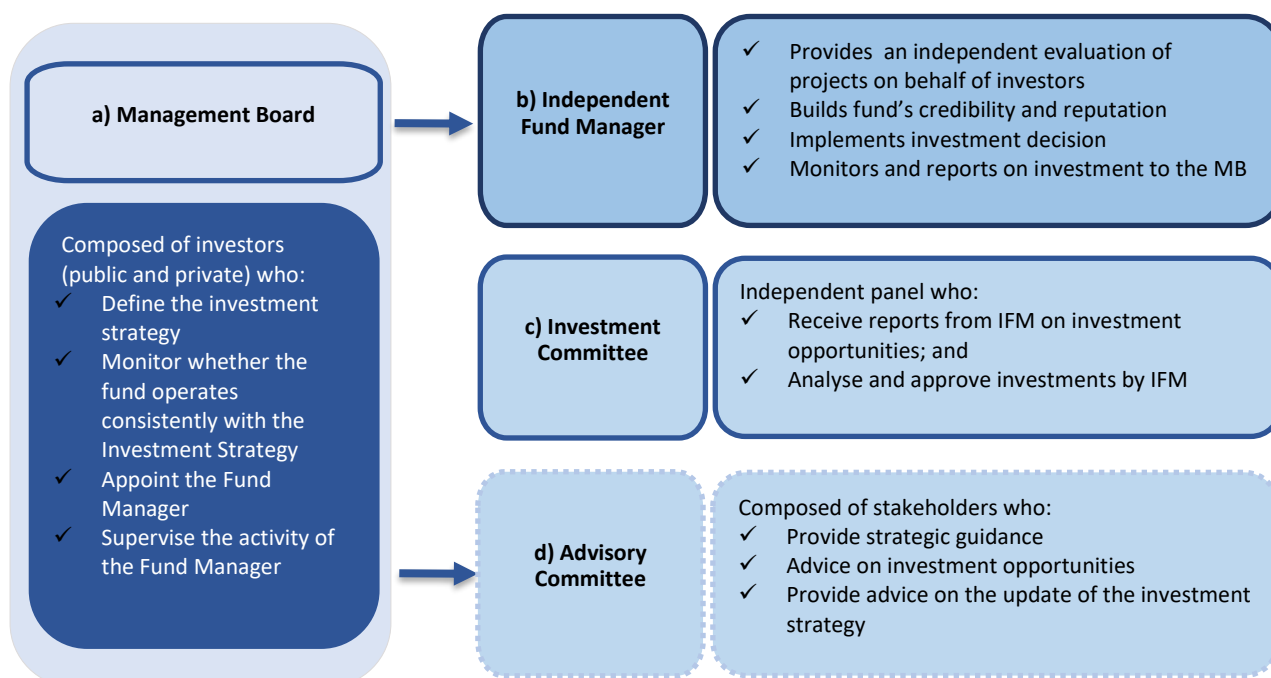 a) Management Board
Composed of investors
(public and private) who:
✓ Define the investment
strategy
✓ Monitor whether the
fund operates
consistently with the
Investment Strategy
✓ Appoint the Fund
Manager
✓ Supervise the activity of
the Fund Manager
b) Independent
Fund Manager
✓ Provides an independent evaluation of
projects on behalf of investors
✓ Builds fund’s credibility and reputation
✓ Implements investment decision
✓ Monitors and reports on investment to the MB
c) Investment
Committee
Independent panel who:
✓ Receive reports from IFM on investment
opportunities; and
✓ Analyse and approve investments by IFM
d) Advisory
Committee
Composed of stakeholders who:
✓ Provide strategic guidance
✓ Advice on investment opportunities
✓ Provide advice on the update of the investment
strategy